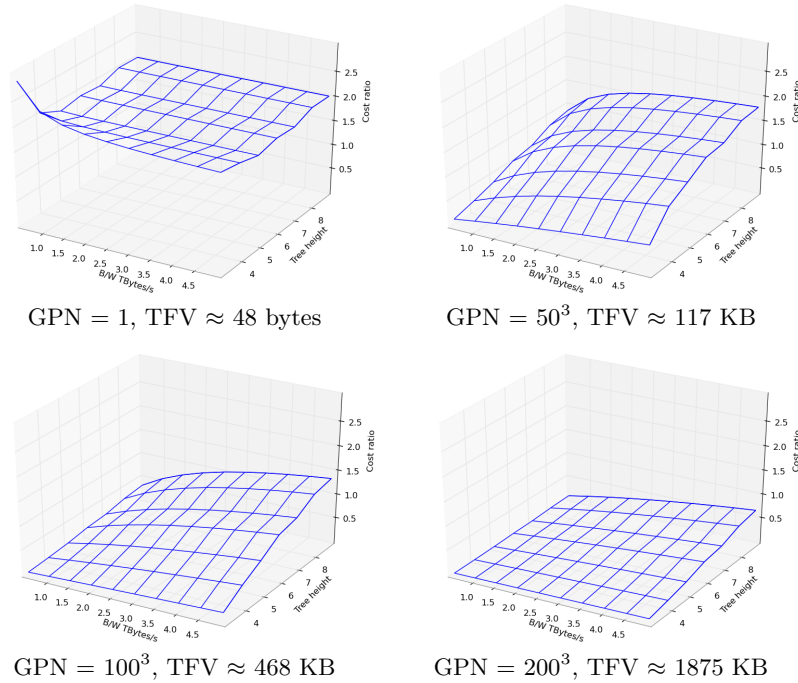 2.5
2.0
1.5
1.0
0.5
Cost ratio
8
7
6
5
4
Tree height
1.0 1.5 2.0 2.5 3.0 3.5 4.0 4.5
B/W TBytes/s
GPN = 1, TFV ≈ 48 bytes
2.5
2.0
1.5
1.0
0.5
Cost ratio
8
7
6
5
4
Tree height
1.0 1.5 2.0 2.5 3.0 3.5 4.0 4.5
B/W TBytes/s
GPN = 50³, TFV ≈ 117 KB
2.5
2.0
1.5
1.0
0.5
Cost ratio
8
7
6
5
4
Tree height
1.0 1.5 2.0 2.5 3.0 3.5 4.0 4.5
B/W TBytes/s
GPN = 100³, TFV ≈ 468 KB
2.5
2.0
1.5
1.0
0.5
Cost ratio
8
7
6
5
4
Tree height
1.0 1.5 2.0 2.5 3.0 3.5 4.0 4.5
B/W TBytes/s
GPN = 200³, TFV ≈ 1875 KB